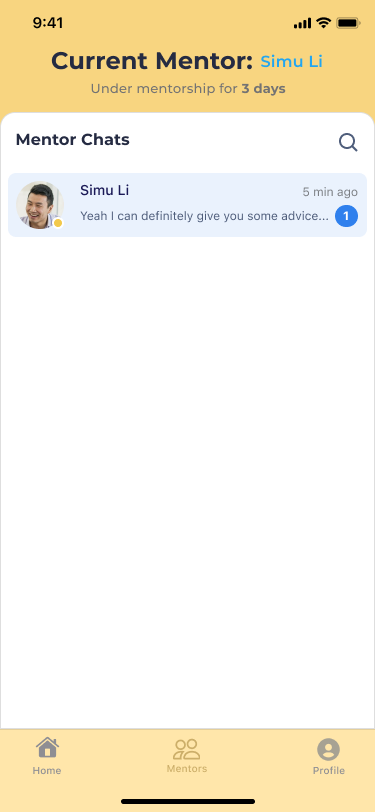 9:41
Current Mentor: Simu Li
Under mentorship for 3 days
Mentor Chats
Simu Li
5 min ago
Yeah I can definitely give you some advice...
1
Home
Mentors
Profile